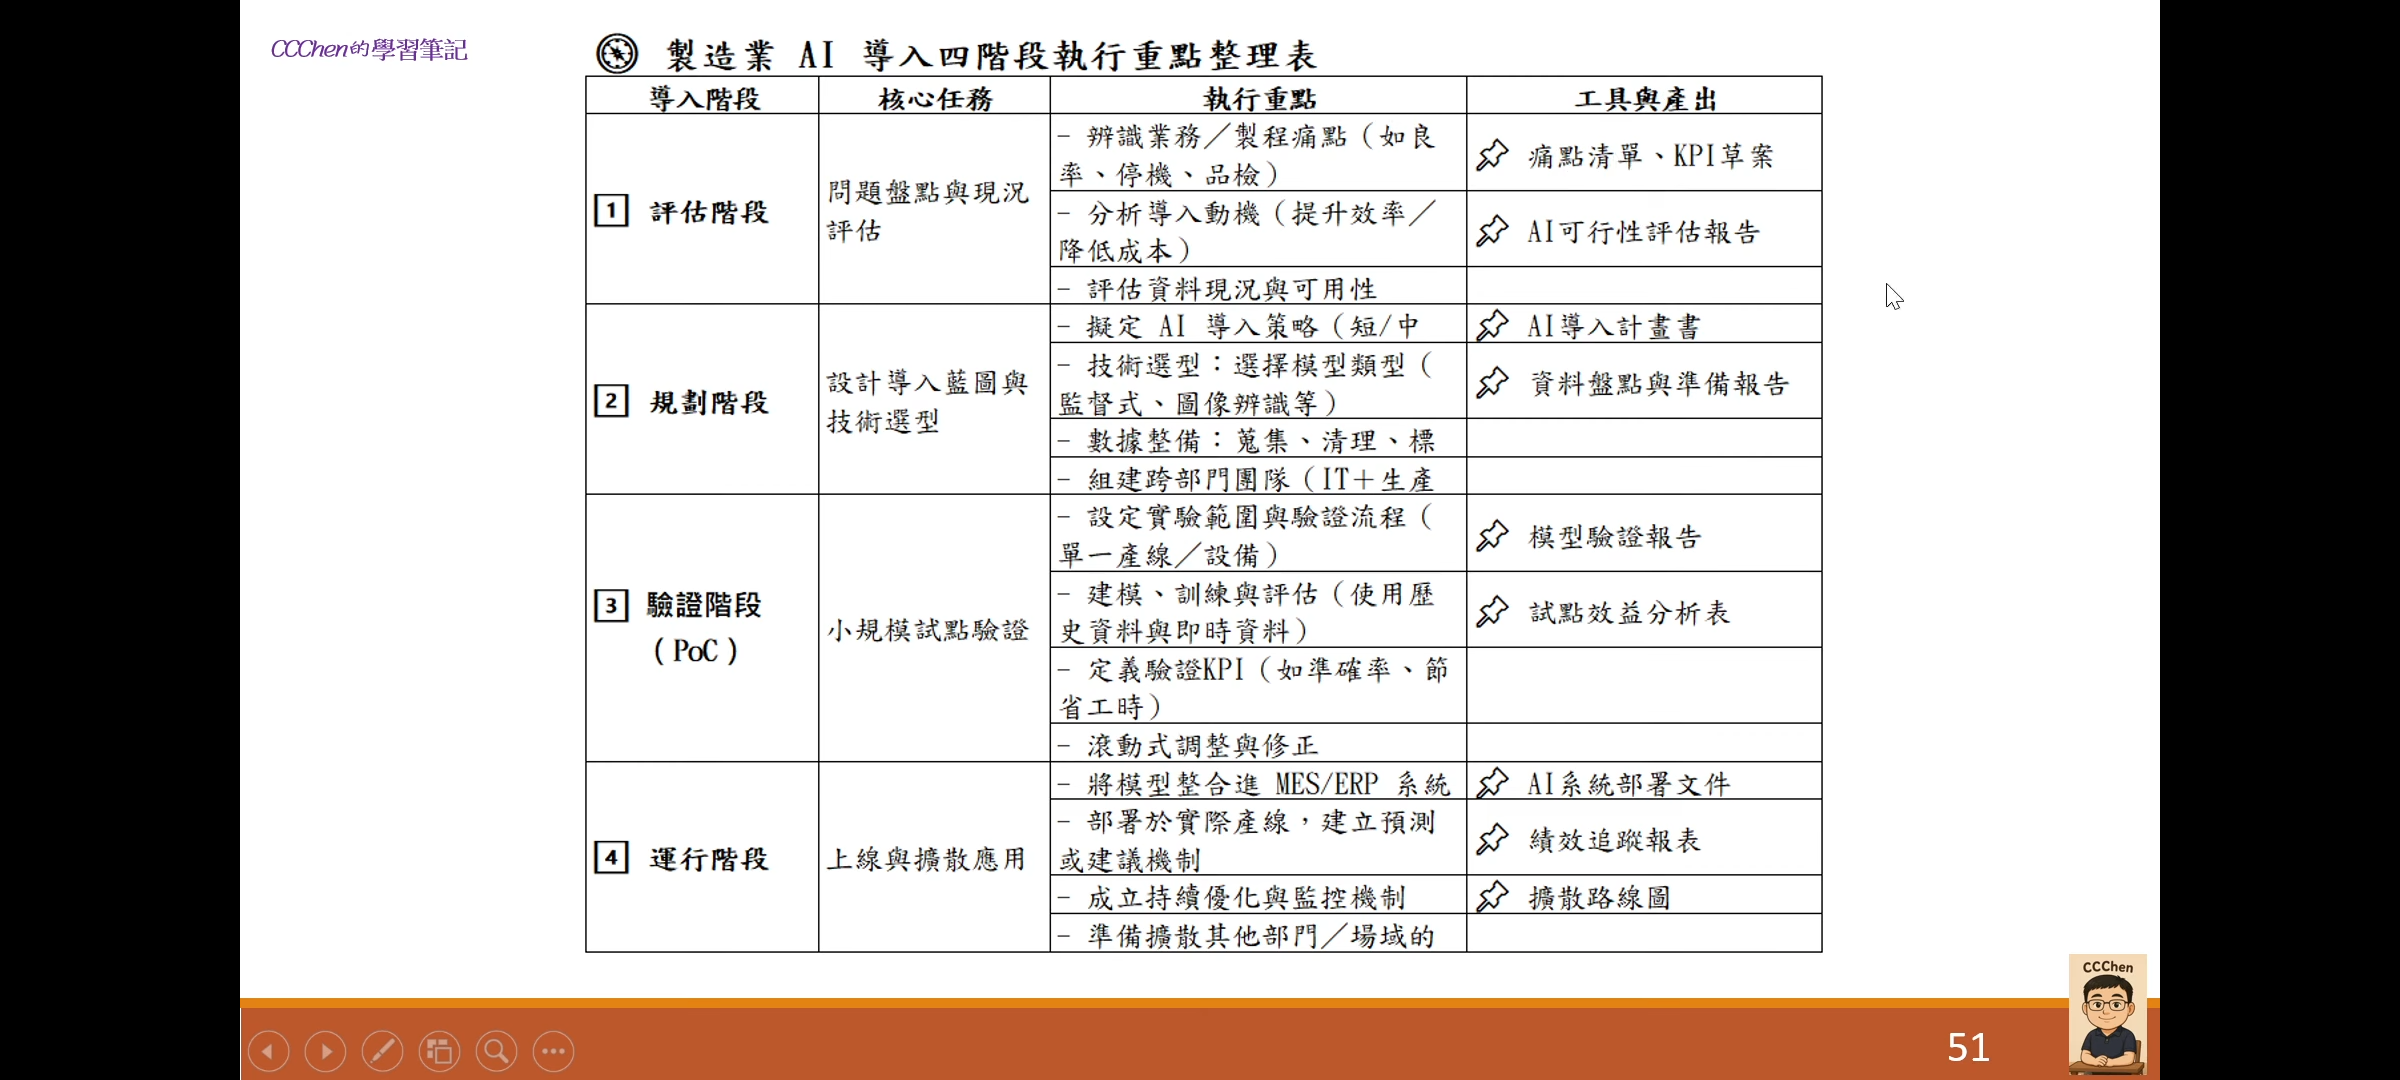 CCChen的學習筆記
製造業 AI 導入四階段執行重點整理表
導入階段 核心任務 執行重點 工具與產出
1 評估階段
問題盤點與現況
評估
- 辨識業務／製程痛點（如良
率、停機、品檢）
痛點清單、KPI草案
- 分析導入動機（提升效率／
降低成本）
AI可行性評估報告
- 評估資料現況與可用性
2 規劃階段
設計導入藍圖與
技術選型
- 擬定 AI 導入策略（短/中
AI導入計畫書
- 技術選型：選擇模型類型（
監督式、圖像辨識等）
資料盤點與準備報告
- 數據整備：蒐集、清理、標
- 組建跨部門團隊（IT＋生產
3 驗證階段
（PoC）
小規模試點驗證
- 設定實驗範圍與驗證流程（
單一產線／設備）
模型驗證報告
- 建模、訓練與評估（使用歷
史資料與即時資料）
試點效益分析表
- 定義驗證KPI（如準確率、節
省工時）
- 滾動式調整與修正
4 運行階段
上線與擴散應用
- 將模型整合進 MES/ERP 系統
AI系統部署文件
- 部署於實際產線，建立預測
或建議機制
績效追蹤報表
- 成立持續優化與監控機制
擴散路線圖
- 準備擴散其他部門／場域的
CCChen
51